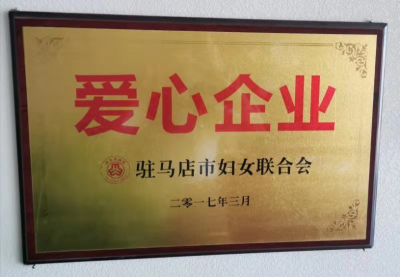 爱心企业
驻马店市妇女联合会
二零一七年三月